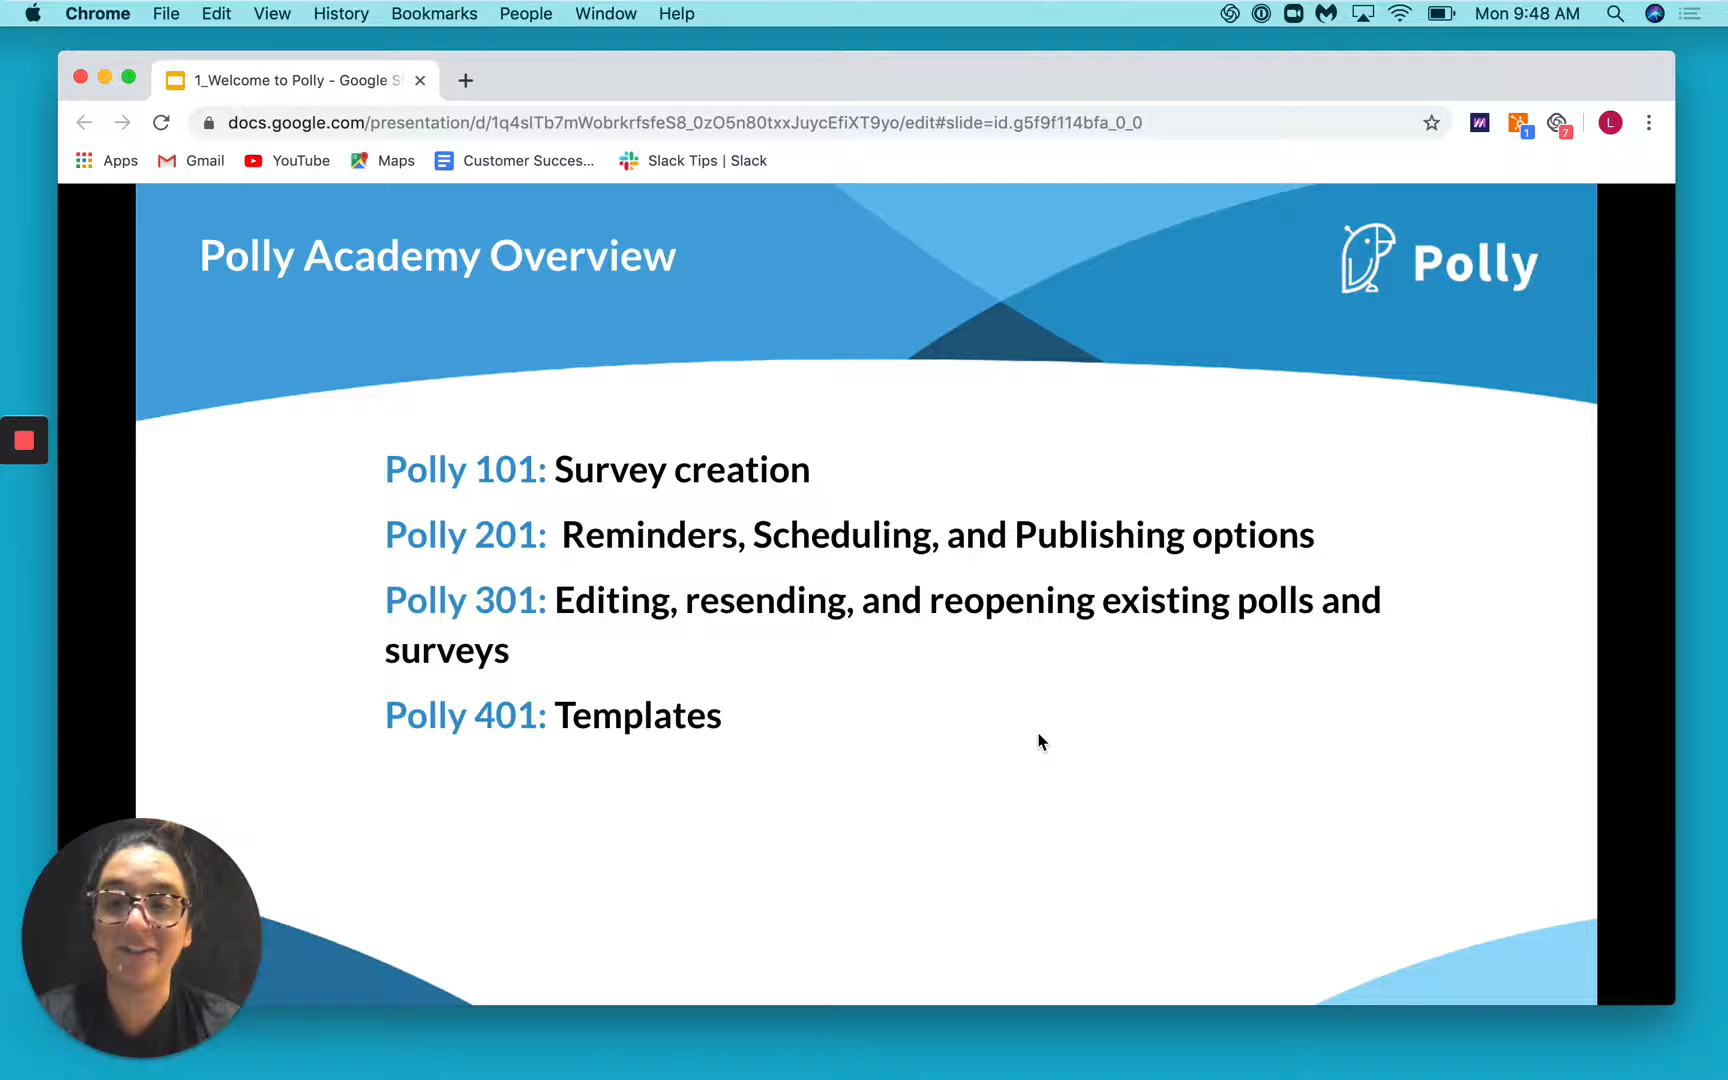 Chrome File Edit View History Bookmarks People Window Help Mon 9:48 AM
1_Welcome to Polly - Google S
docs.google.com/presentation/d/1q4slTb7mWobrkrfsfeS8_0zO5n80txxJuycEfiXT9yo/edit#slide=id.g5f9f114bfa_0_0 1 7 L
Apps Gmail YouTube Maps Customer Succes... Slack Tips | Slack
Polly Academy Overview
Polly
Polly 101: Survey creation
Polly 201: Reminders, Scheduling, and Publishing options
Polly 301: Editing, resending, and reopening existing polls and
surveys
Polly 401: Templates